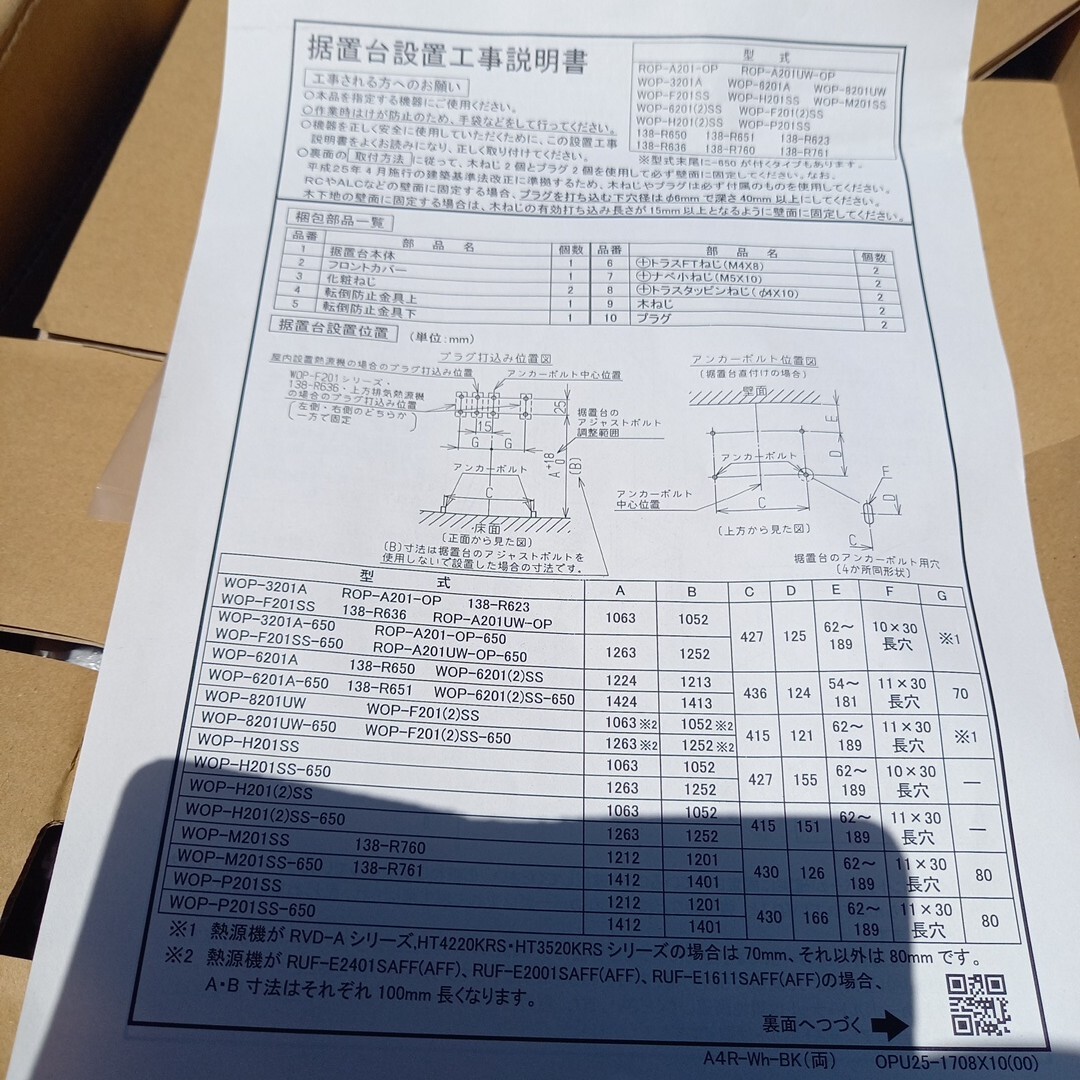 据置台設置工事説明書
型 式
ROP-A201-OP ROP-A201UW-OP
WOP-3201A WOP-6201A WOP-8201UW
WOP-F201SS WOP-H201SS WOP-M201SS
WOP-6201(2)SS WOP-F201(2)SS
WOP-H201(2)SS WOP-P201SS
138-R650 138-R651 138-R623
138-R636 138-R760 138-R761
※型式末尾に-650が付くタイプもあります。
工事される方へのお願い
○本品を指定する機器にご使用ください。
○作業時はけが防止のため、手袋などをして行ってください。
○機器を正しく安全に使用していただくために、この設置工事
説明書をよくお読みになり、正しく取り付けてください。
○裏面の 取付方法 に従って、木ねじ2個とプラグ2個を使用して必ず壁面に固定してください。なお、
平成25年4月施行の建築基準法改正に準拠するため、木ねじやプラグは必ず付属のものを使用してください。
RCやALCなどの壁面に固定する場合、プラグを打ち込む下穴径はφ6mmで深さ40mm以上にしてください。
木下地の壁面に固定する場合は、木ねじの有効打ち込み長さが15mm以上となるように壁面に固定してください。
梱包部品一覧
品番 部品名 個数 品番 部品名 個数
1 据置台本体 1 6 ⊕トラスFTねじ(M4X8) 2
2 フロントカバー 1 7 ⊕ナベ小ねじ(M5X10) 2
3 化粧ねじ 2 8 ⊕トラスタッピンねじ(φ4X10) 2
4 転倒防止金具上 1 9 木ねじ 2
5 転倒防止金具下 1 10 プラグ 2
据置台設置位置 (単位:mm)
プラグ打込み位置図
屋内設置熱源機の場合のプラグ打込み位置
アンカーボルト中心位置
WOP-F201シリーズ・
138-R636・上方排気熱源機
の場合のプラグ打込み位置
左側・右側のどちらか
一方で固定
25
15
G G
据置台の
アジャストボルト
調整範囲
A+18
0
(B)
アンカーボルト
C
床面
(正面から見た図)
(B)寸法は据置台のアジャストボルトを
使用しないで設置した場合の寸法です。
アンカーボルト位置図
(据置台直付けの場合)
壁面
E
D
アンカーボルト
アンカーボルト
中心位置
C
F
D
C
(上方から見た図)
据置台のアンカーボルト用穴
(4か所同形状)
型 式 A B C D E F G
WOP-3201A ROP-A201-OP 138-R623
WOP-F201SS 138-R636 ROP-A201UW-OP
1063 1052
WOP-3201A-650 ROP-A201-OP-650
WOP-F201SS-650 ROP-A201UW-OP-650
1263 1252
427 125 62～189 10×30長穴 ※1
WOP-6201A 138-R650 WOP-6201(2)SS 1224 1213
WOP-6201A-650 138-R651 WOP-6201(2)SS-650 1424 1413
436 124 54～181 11×30長穴 70
WOP-8201UW WOP-F201(2)SS 1063※2 1052※2
WOP-8201UW-650 WOP-F201(2)SS-650 1263※2 1252※2
415 121 62～189 11×30長穴 ※1
WOP-H201SS 1063 1052
WOP-H201SS-650 1263 1252
427 155 62～189 10×30長穴 —
WOP-H201(2)SS 1063 1052
WOP-H201(2)SS-650 1263 1252
415 151 62～189 11×30長穴 —
WOP-M201SS 138-R760 1212 1201
WOP-M201SS-650 138-R761 1412 1401
430 126 62～189 11×30長穴 80
WOP-P201SS 1212 1201
WOP-P201SS-650 1412 1401
430 166 62～189 11×30長穴 80
※1 熱源機がRVD-Aシリーズ,HT4220KRS・HT3520KRSシリーズの場合は70mm、それ以外は80mmです。
※2 熱源機がRUF-E2401SAFF(AFF)、RUF-E2001SAFF(AFF)、RUF-E1611SAFF(AFF)の場合、
A・B寸法はそれぞれ100mm長くなります。
裏面へつづく
A4R-Wh-BK(両) OPU25-1708X10(00)